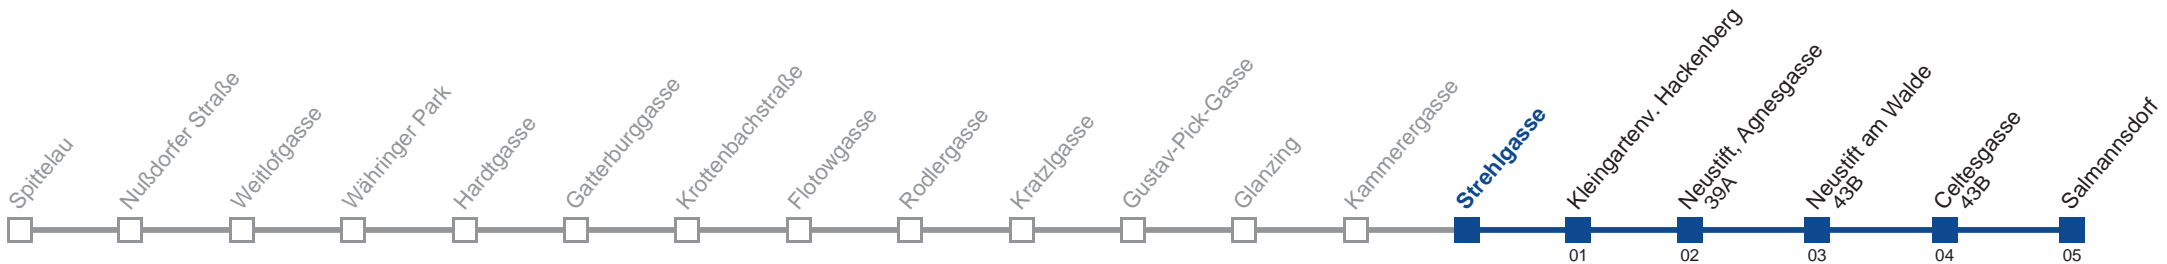 Spittelau
Nußdorfer Straße
Weitlofgasse
Währinger Park
Hardtgasse
Gatterburggasse
Krottenbachstraße
Flotowgasse
Rodlergasse
Kratzlgasse
Gustav-Pick-Gasse
Glanzing
Kammerergasse
Strehlgasse
Kleingartenv. Hackenberg
01
Neustift, Agnesgasse
39A
02
Neustift am Walde
43B
03
Celtesgasse
43B
04
Salmannsdorf
05